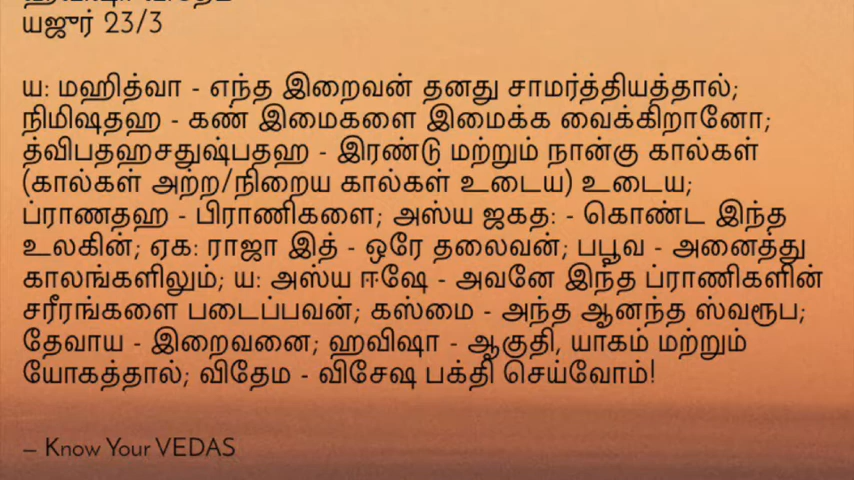 யஜுர் 23/3
ய: மஹித்வா - எந்த இறைவன் தனது சாமர்த்தியத்தால்;
நிமிஷதஹ - கண் இமைகளை இமைக்க வைக்கிறானோ;
த்விபதஹசதுஷ்பதஹ - இரண்டு மற்றும் நான்கு கால்கள்
(கால்கள் அற்ற/நிறைய கால்கள் உடைய) உடைய;
ப்ராணதஹ - பிராணிகளை; அஸ்ய ஜகத: - கொண்ட இந்த
உலகின்; ஏக: ராஜா இத் - ஒரே தலைவன்; பபூவ - அனைத்து
காலங்களிலும்; ய: அஸ்ய ஈஷே - அவனே இந்த ப்ராணிகளின்
சரீரங்களை படைப்பவன்; கஸ்மை - அந்த ஆனந்த ஸ்வரூப;
தேவாய - இறைவனை; ஹவிஷா - ஆகுதி, யாகம் மற்றும்
யோகத்தால்; விதேம - விசேஷ பக்தி செய்வோம்!
– Know Your VEDAS